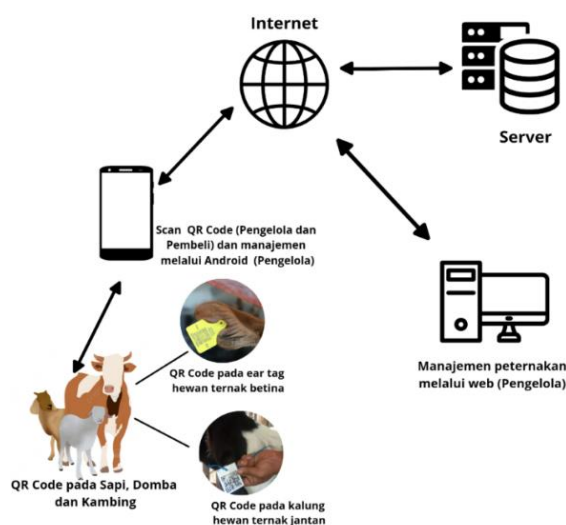 Internet
Server
Scan QR Code (Pengelola dan
Pembeli) dan manajemen
melalui Android (Pengelola)
QR Code pada ear tag
hewan ternak betina
Manajemen peternakan
melalui web (Pengelola)
QR Code pada Sapi, Domba
dan Kambing
QR Code pada kalung
hewan ternak jantan